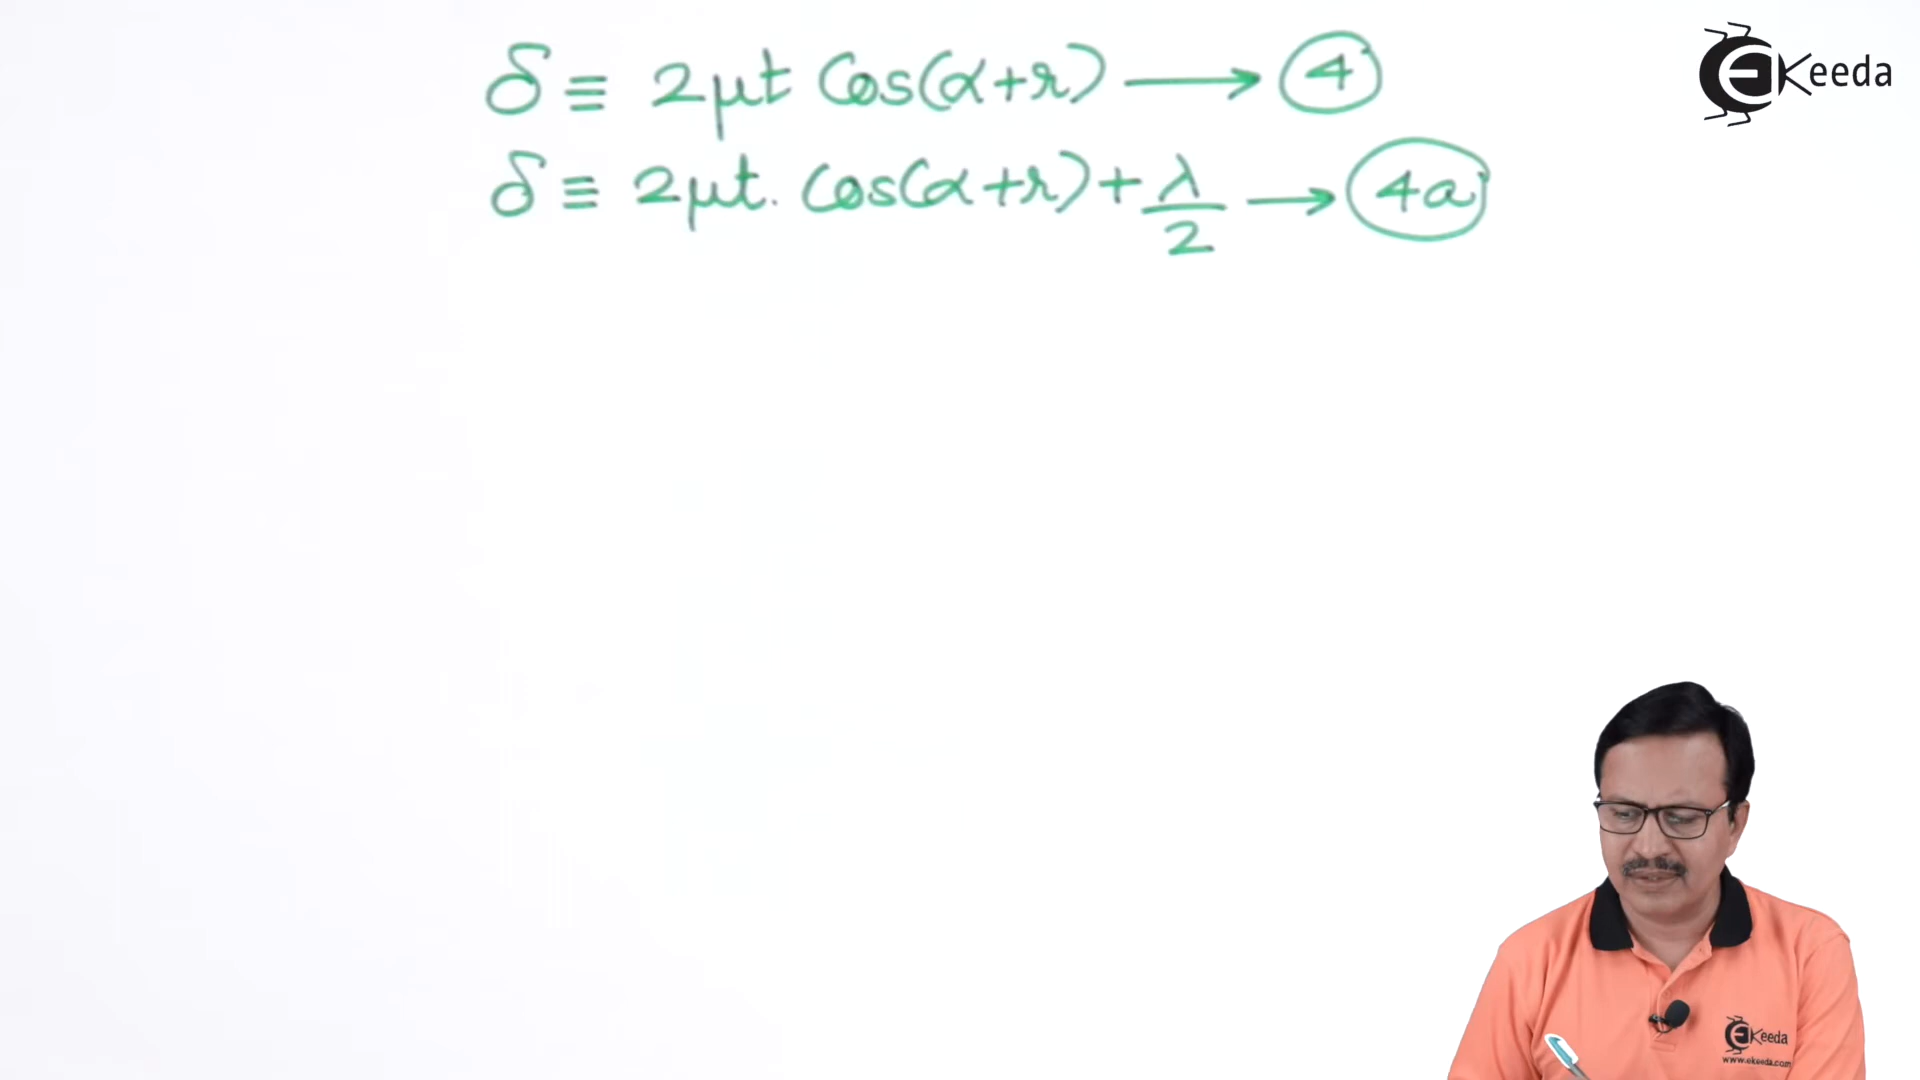 δ ≡ 2μt Cos(α+r) ⟶ 4
EKeeda
δ ≡ 2μt. Cos(α+r) + λ/2 → 4a
EKeeda
www.ekeeda.com